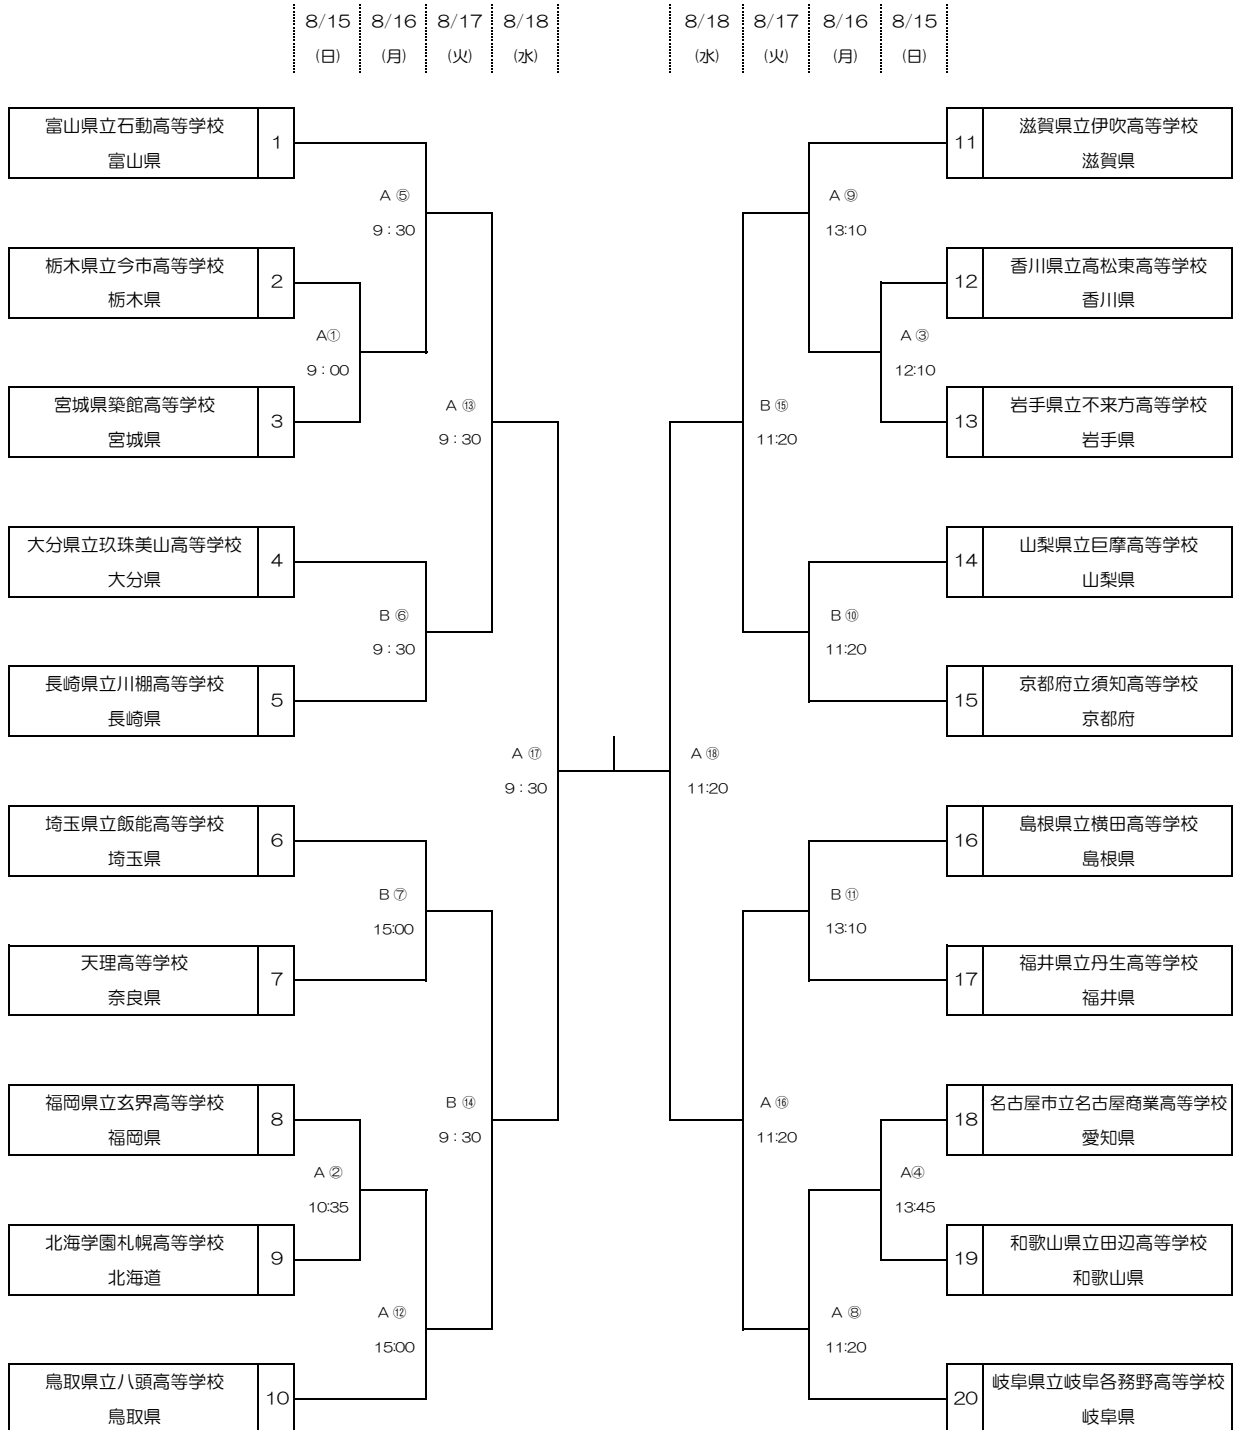 8/15 8/16 8/17 8/18 8/18 8/17 8/16 8/15
(日) (月) (火) (水) (水) (火) (月) (日)
富山県立石動高等学校
富山県
1
栃木県立今市高等学校
栃木県
2
宮城県築館高等学校
宮城県
3
大分県立玖珠美山高等学校
大分県
4
長崎県立川棚高等学校
長崎県
5
埼玉県立飯能高等学校
埼玉県
6
天理高等学校
奈良県
7
福岡県立玄界高等学校
福岡県
8
北海学園札幌高等学校
北海道
9
鳥取県立八頭高等学校
鳥取県
10
A①
9:00
A ②
10:35
A ⑤
9:30
B ⑥
9:30
B ⑦
15:00
A ⑫
15:00
A ⑬
9:30
B ⑭
9:30
A ⑰
9:30
A ⑱
11:20
B ⑮
11:20
A ⑯
11:20
A ⑨
13:10
B ⑩
11:20
B ⑪
13:10
A ⑧
11:20
A ③
12:10
A④
13:45
11
滋賀県立伊吹高等学校
滋賀県
12
香川県立高松東高等学校
香川県
13
岩手県立不来方高等学校
岩手県
14
山梨県立巨摩高等学校
山梨県
15
京都府立須知高等学校
京都府
16
島根県立横田高等学校
島根県
17
福井県立丹生高等学校
福井県
18
名古屋市立名古屋商業高等学校
愛知県
19
和歌山県立田辺高等学校
和歌山県
20
岐阜県立岐阜各務野高等学校
岐阜県